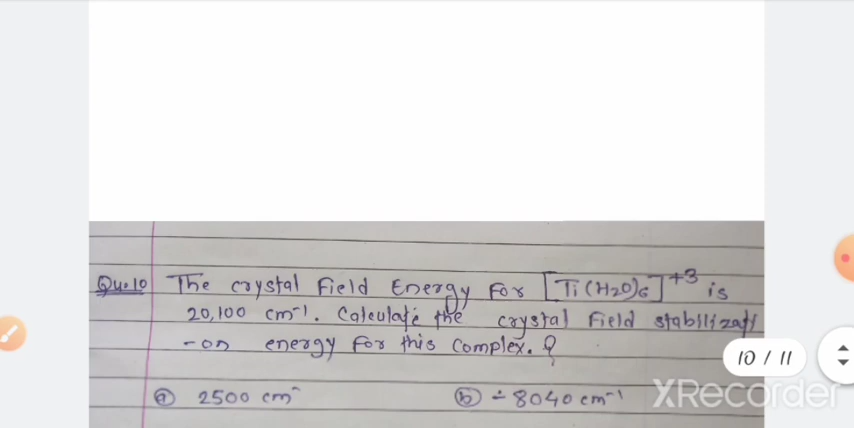 Qu.10 The crystal Field Energy For [Ti(H2O)6]+3 is
20,100 cm-1. Calculate the crystal Field stabilizati
-on energy for this complex. ?
10 / 11
(a) 2500 cm- (b) - 8040 cm-1
XRecorder